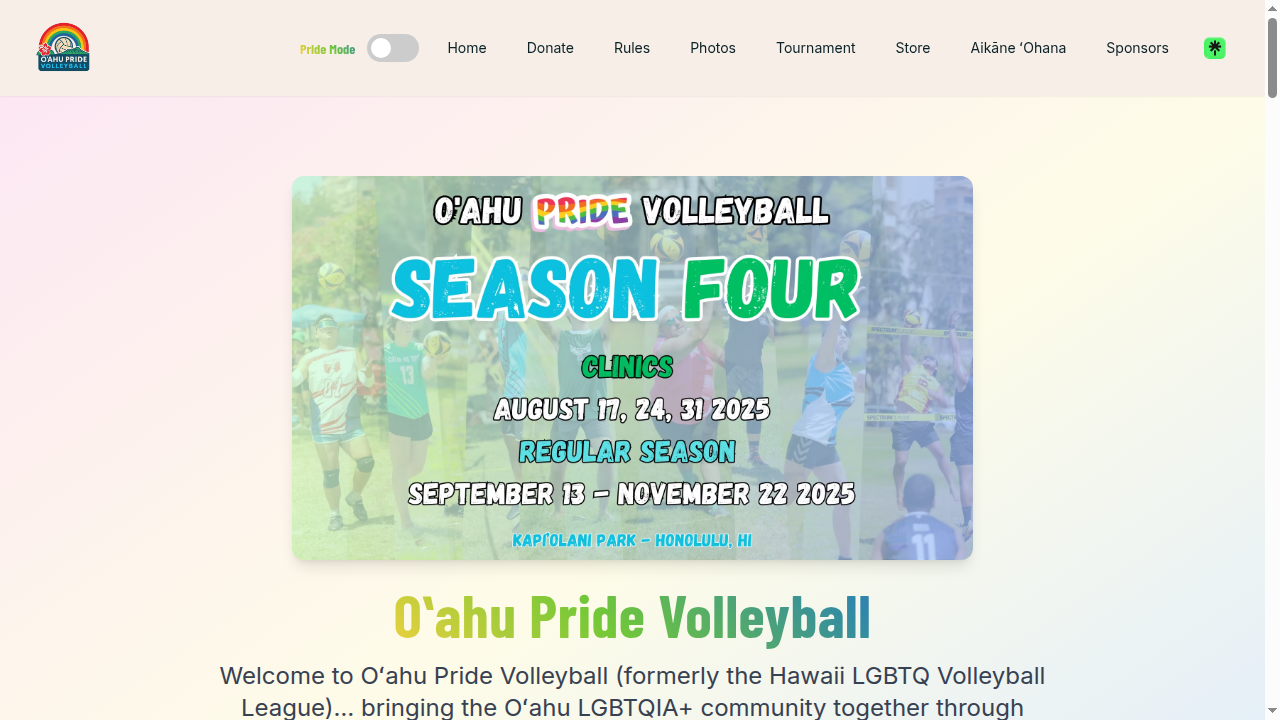 O'AHU PRIDE
VOLLEYBALL
Pride Mode
Home
Donate
Rules
Photos
Tournament
Store
Aikāne ʻOhana
Sponsors
O'AHU PRIDE VOLLEYBALL
SEASON FOUR
CLINICS
AUGUST 17, 24, 31 2025
REGULAR SEASON
SEPTEMBER 13 - NOVEMBER 22 2025
KAPI'OLANI PARK - HONOLULU, HI
13
11
Oʻahu Pride Volleyball
Welcome to Oʻahu Pride Volleyball (formerly the Hawaii LGBTQ Volleyball
League)... bringing the Oʻahu LGBTQIA+ community together through